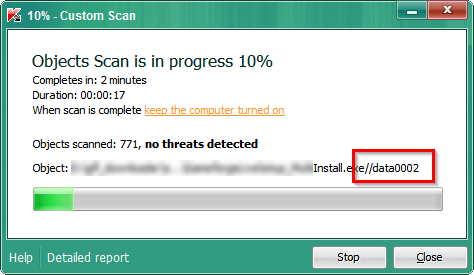 10% - Custom Scan
Objects Scan is in progress 10%
Completes in: 2 minutes
Duration: 00:00:17
When scan is complete keep the computer turned on
Objects scanned: 771, no threats detected
Object: Install.exe//data0002
Help Detailed report Stop Close